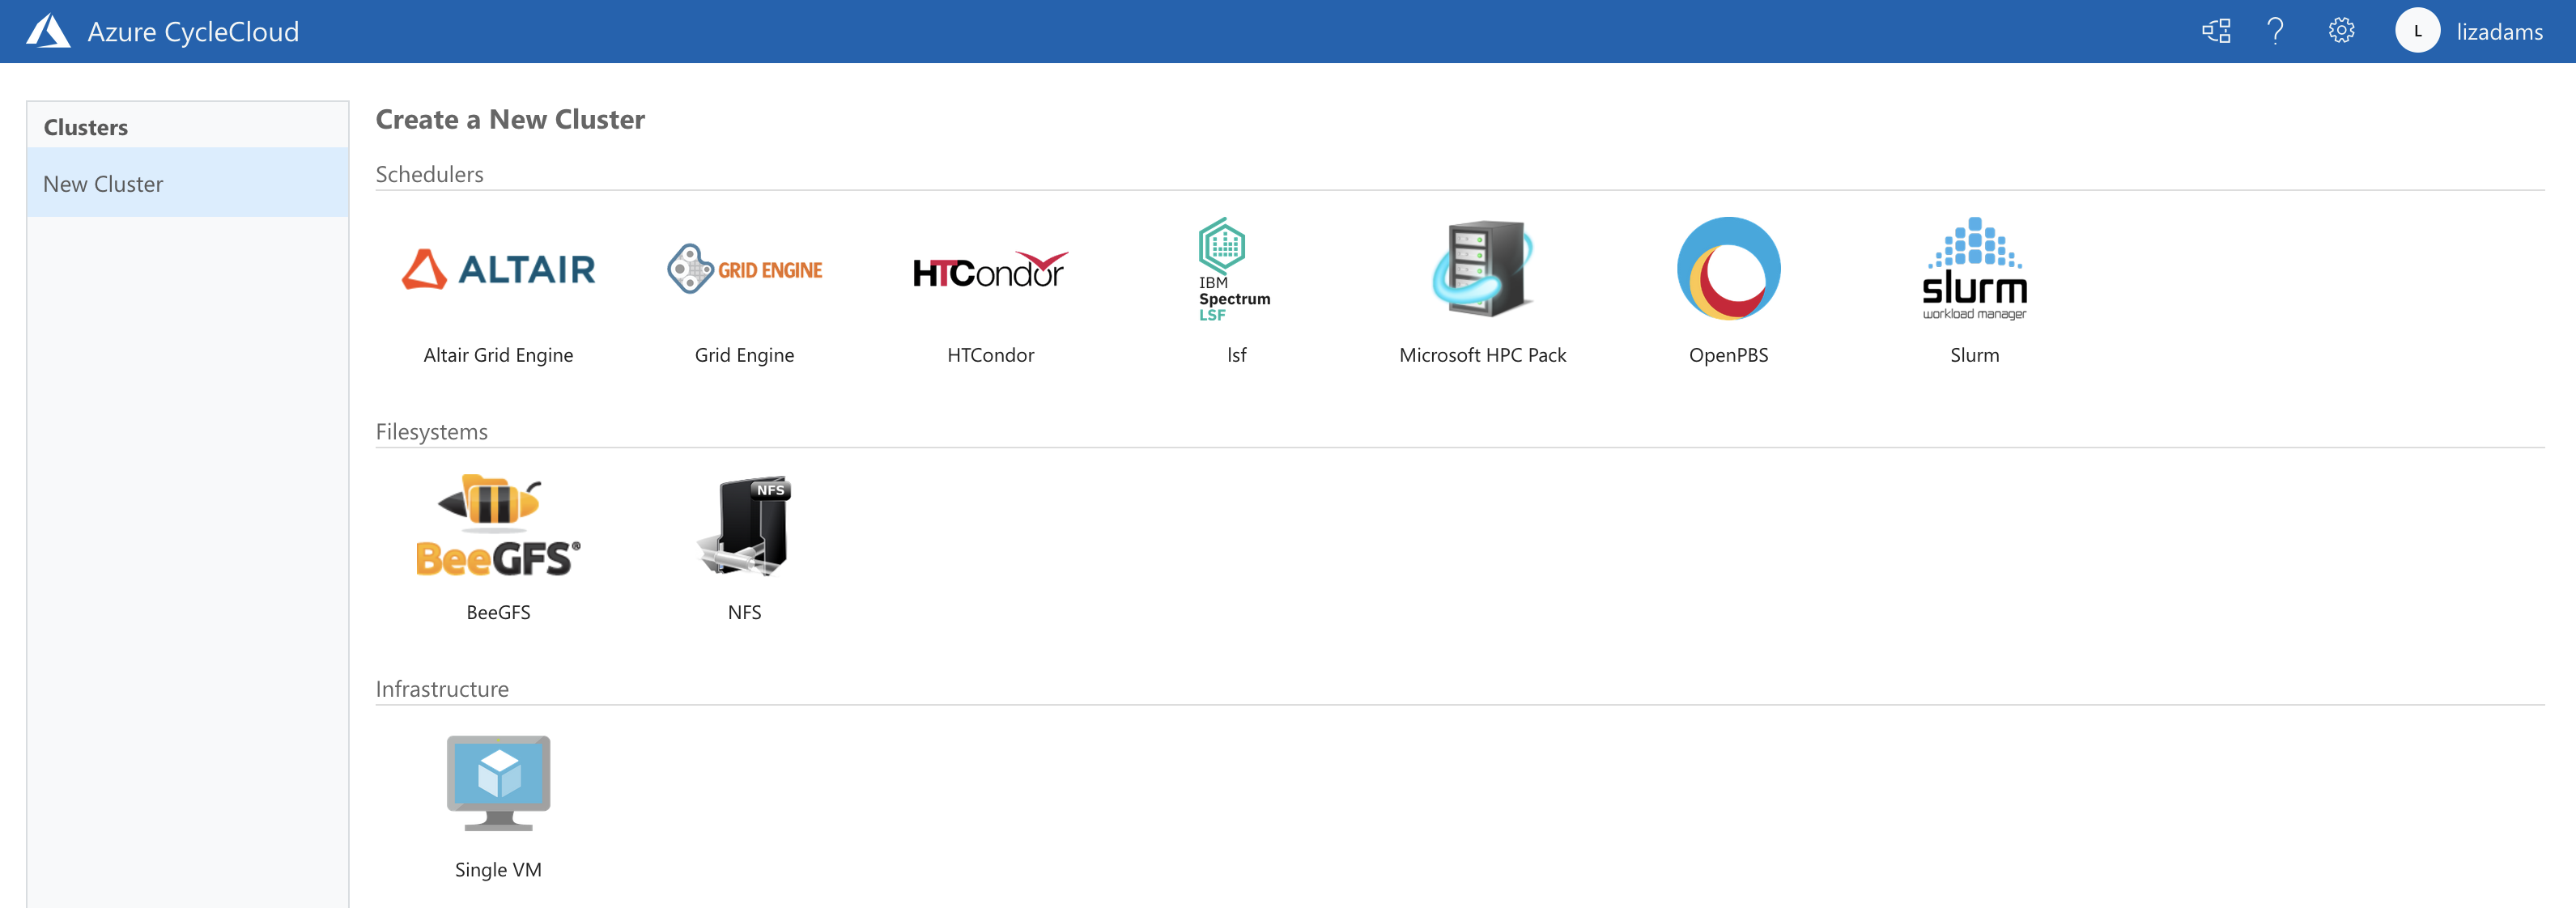 Azure CycleCloud
L
lizadams
Clusters
New Cluster
Create a New Cluster
Schedulers
ALTAIR
GRID ENGINE
HTCondor
IBM
Spectrum
LSF
slurm
workload manager
Altair Grid Engine
Grid Engine
HTCondor
lsf
Microsoft HPC Pack
OpenPBS
Slurm
Filesystems
BeeGFS®
NFS
BeeGFS
NFS
Infrastructure
Single VM